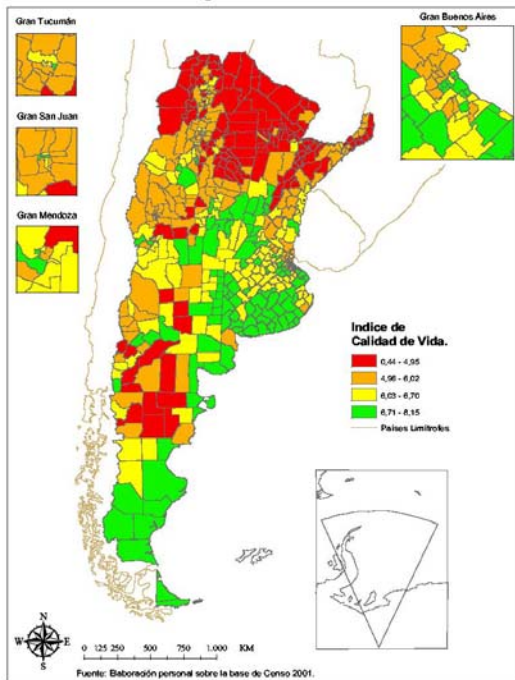 Gran Tucumán
Gran Buenos Aires
Gran San Juan
Gran Mendoza
Indice de
Calidad de Vida.
0,44 - 4,95
4,96 - 6,02
6,03 - 6,70
6,71 - 8,15
Países Limítrofes
N
W E
S
0 125 250 500 750 1.000 KM
Fuente: Elaboración personal sobre la base de Censo 2001.